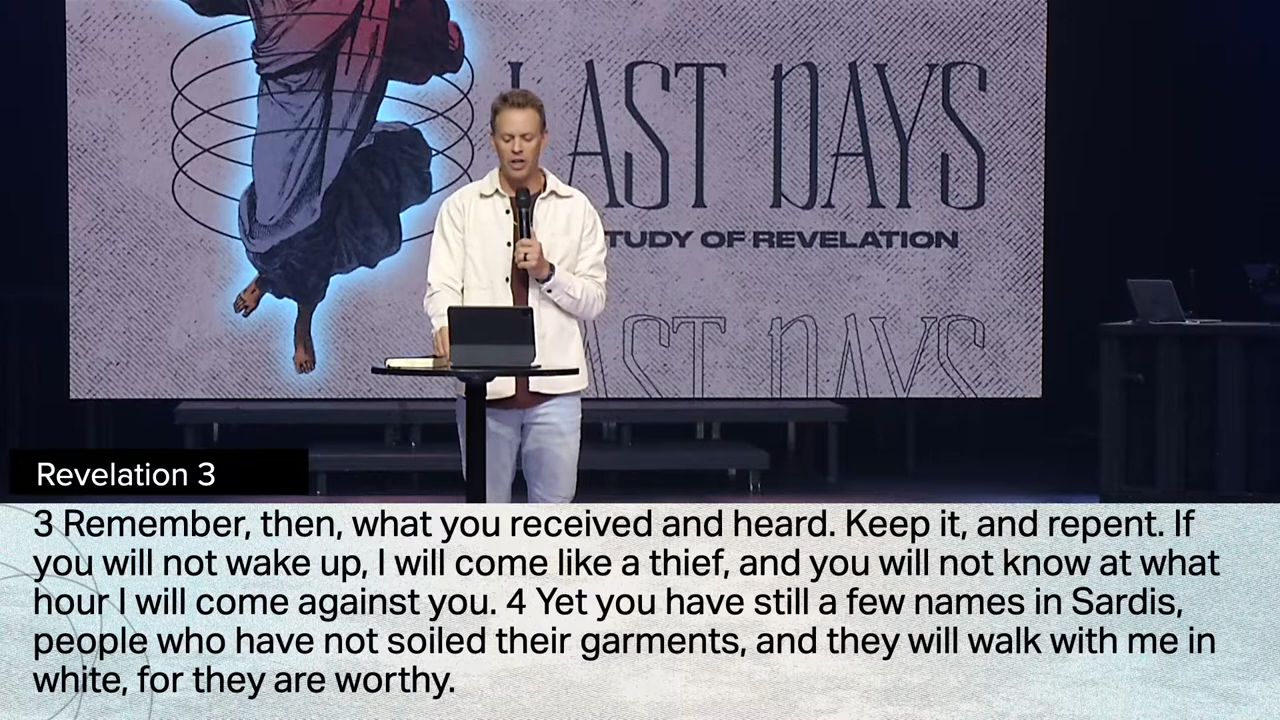 LAST DAYS
TUDY OF REVELATION
AST DAYS
Revelation 3
3 Remember, then, what you received and heard. Keep it, and repent. If
you will not wake up, I will come like a thief, and you will not know at what
hour I will come against you. 4 Yet you have still a few names in Sardis,
people who have not soiled their garments, and they will walk with me in
white, for they are worthy.